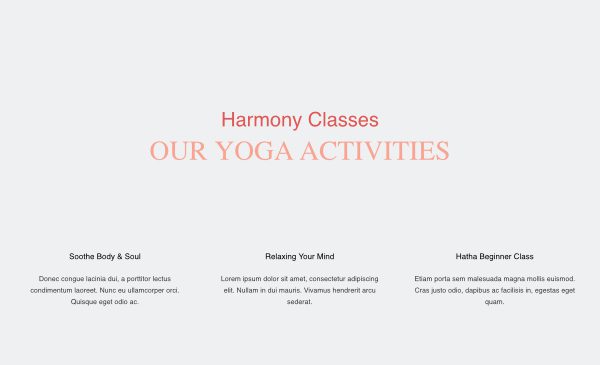 Harmony Classes
OUR YOGA ACTIVITIES
Soothe Body & Soul
Donec congue lacinia dui, a porttitor lectus
condimentum laoreet. Nunc eu ullamcorper orci.
Quisque eget odio ac.
Relaxing Your Mind
Lorem ipsum dolor sit amet, consectetur adipiscing
elit. Nullam in dui mauris. Vivamus hendrerit arcu
sederat.
Hatha Beginner Class
Etiam porta sem malesuada magna mollis euismod.
Cras justo odio, dapibus ac facilisis in, egestas eget
quam.